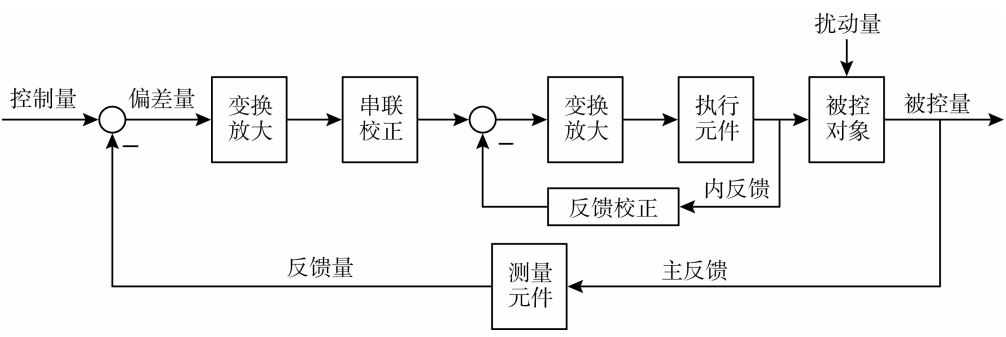 扰动量
控制量
偏差量
变换
放大
串联
校正
变换
放大
执行
元件
被控
对象
被控量
−
−
反馈校正
内反馈
反馈量
测量
元件
主反馈